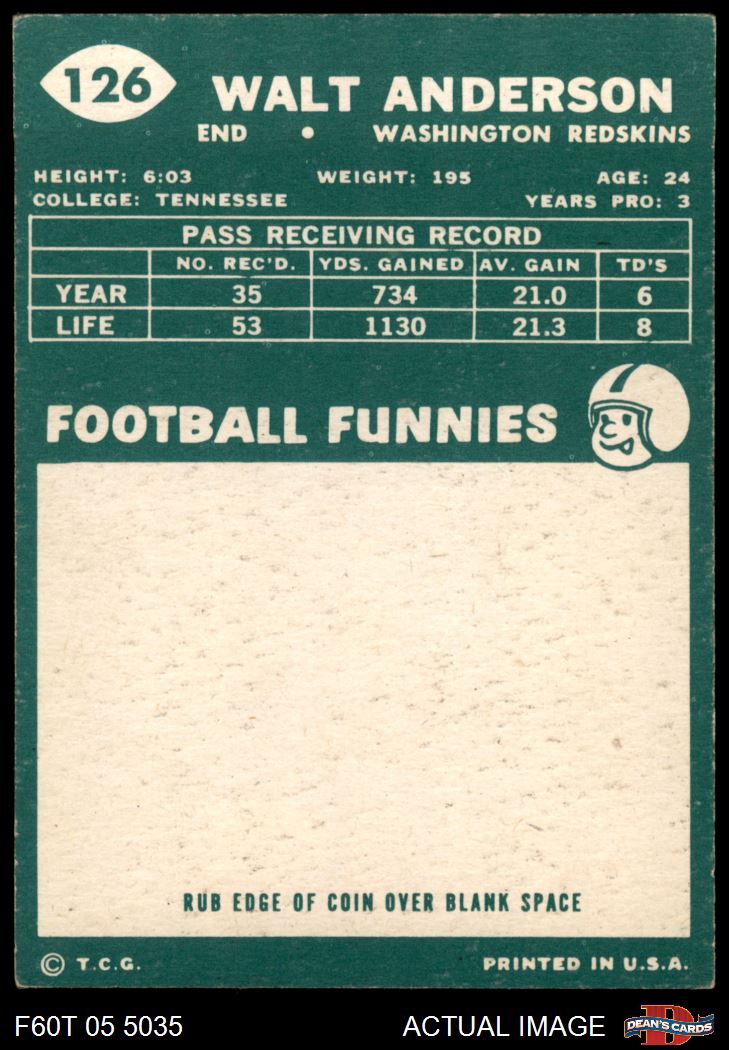 126
WALT ANDERSON
END • WASHINGTON REDSKINS
HEIGHT: 6:03 WEIGHT: 195 AGE: 24
COLLEGE: TENNESSEE YEARS PRO: 3
PASS RECEIVING RECORD
NO. REC'D. YDS. GAINED AV. GAIN TD'S
YEAR 35 734 21.0 6
LIFE 53 1130 21.3 8
FOOTBALL FUNNIES
RUB EDGE OF COIN OVER BLANK SPACE
© T.C.G. PRINTED IN U.S.A.
F60T 05 5035 ACTUAL IMAGE DEAN'S CARDS